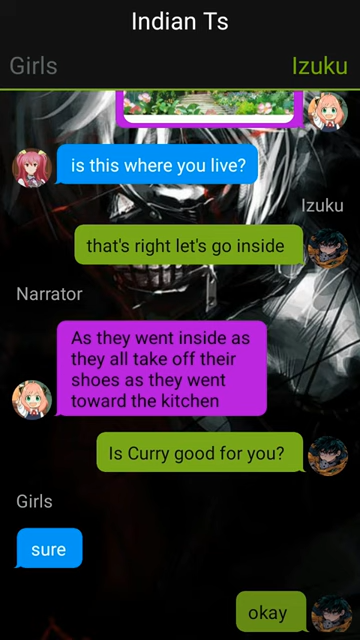 Indian Ts
Girls
Izuku
is this where you live?
Izuku
that's right let's go inside
Narrator
As they went inside as
they all take off their
shoes as they went
toward the kitchen
Is Curry good for you?
Girls
sure
okay